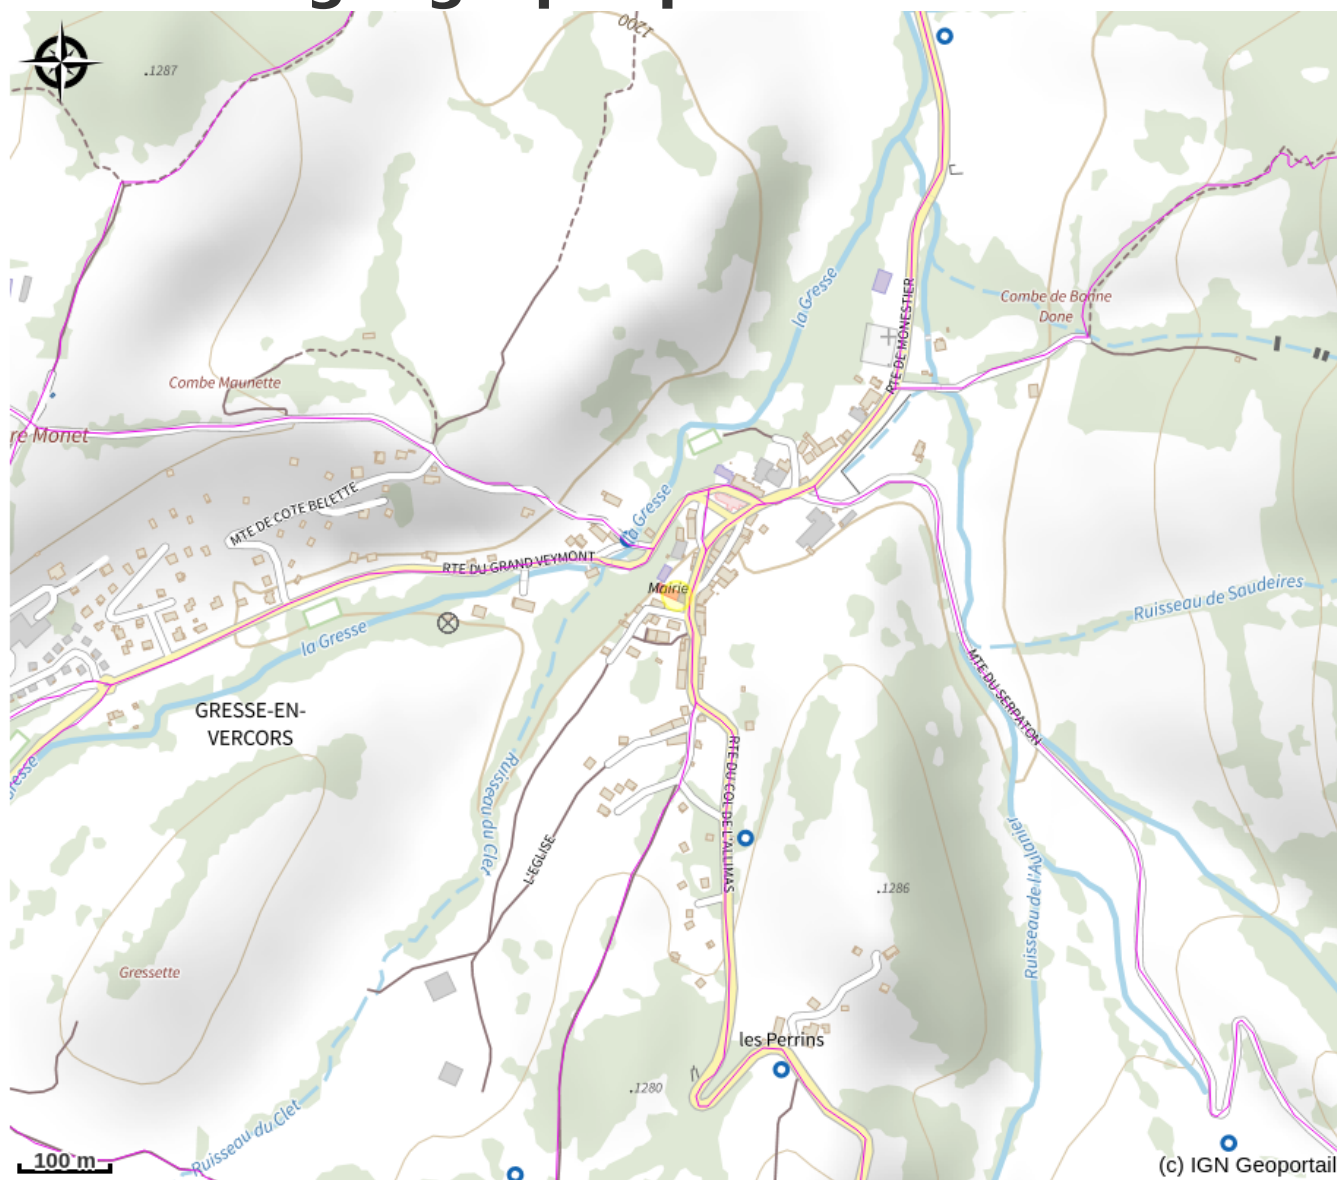 1200
.1287
la Gresse
Combe de Bonne
Done
RTE DE MONESTIER
Combe Maunette
re Monet
MTE DE COTE BELETTE
la Gresse
RTE DU GRAND VEYMONT
Mairie
Ruisseau de Saudeires
la Gresse
MTE DU SERPATON
GRESSE-EN-
VERCORS
Ruisseau du Clet
RTE DU COL DE L'ALLIMAS
resse
L'EGLISE
Ruisseau de l'Aulanier
.1286
Gressette
les Perrins
.1280
Ruisseau du Clet
100 m
(c) IGN Geoportail